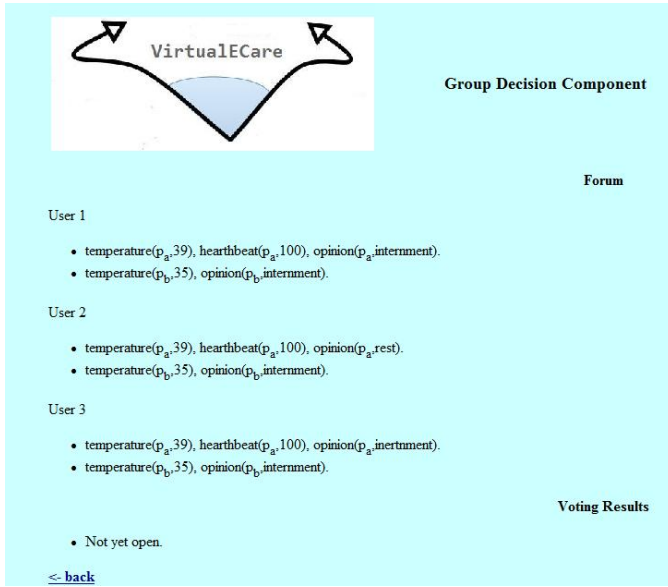 VirtualECare
Group Decision Component
Forum
User 1
• temperature(pa,39), hearthbeat(pa,100), opinion(pa,internment).
• temperature(pb,35), opinion(pb,internment).
User 2
• temperature(pa,39), hearthbeat(pa,100), opinion(pa,rest).
• temperature(pb,35), opinion(pb,internment).
User 3
• temperature(pa,39), hearthbeat(pa,100), opinion(pa,inertnment).
• temperature(pb,35), opinion(pb,internment).
Voting Results
• Not yet open.
<- back